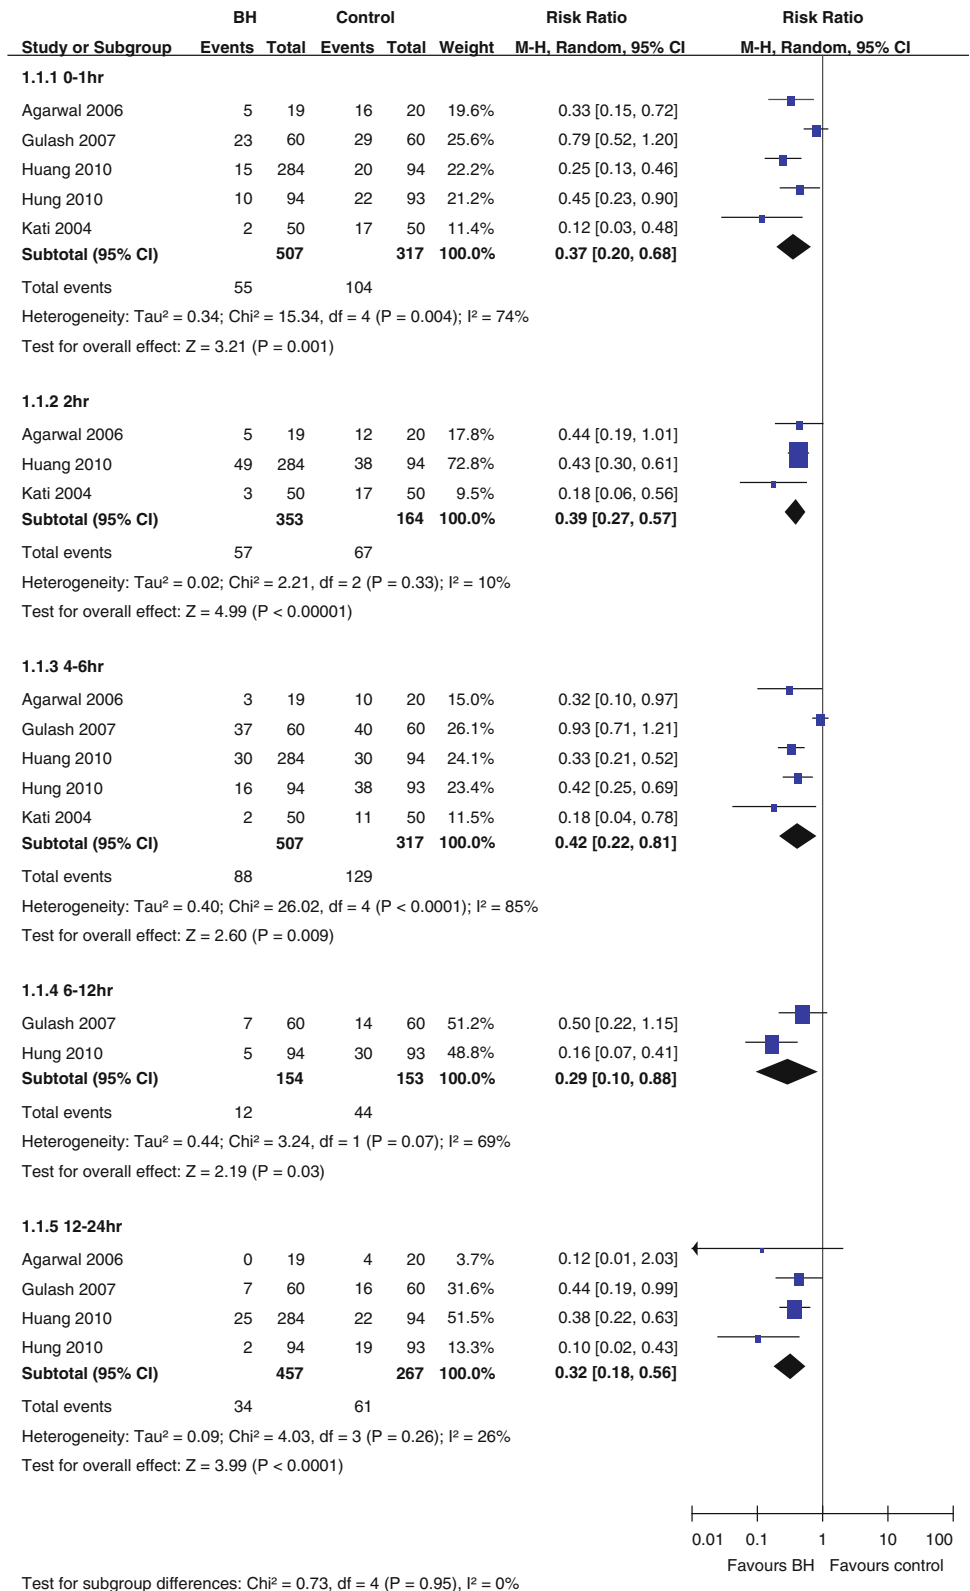 BH Control Risk Ratio Risk Ratio
Study or Subgroup Events Total Events Total Weight M-H, Random, 95% CI M-H, Random, 95% CI
1.1.1 0-1hr
Agarwal 2006 5 19 16 20 19.6% 0.33 [0.15, 0.72]
Gulash 2007 23 60 29 60 25.6% 0.79 [0.52, 1.20]
Huang 2010 15 284 20 94 22.2% 0.25 [0.13, 0.46]
Hung 2010 10 94 22 93 21.2% 0.45 [0.23, 0.90]
Kati 2004 2 50 17 50 11.4% 0.12 [0.03, 0.48]
Subtotal (95% CI) 507 317 100.0% 0.37 [0.20, 0.68]
Total events 55 104
Heterogeneity: Tau² = 0.34; Chi² = 15.34, df = 4 (P = 0.004); I² = 74%
Test for overall effect: Z = 3.21 (P = 0.001)
1.1.2 2hr
Agarwal 2006 5 19 12 20 17.8% 0.44 [0.19, 1.01]
Huang 2010 49 284 38 94 72.8% 0.43 [0.30, 0.61]
Kati 2004 3 50 17 50 9.5% 0.18 [0.06, 0.56]
Subtotal (95% CI) 353 164 100.0% 0.39 [0.27, 0.57]
Total events 57 67
Heterogeneity: Tau² = 0.02; Chi² = 2.21, df = 2 (P = 0.33); I² = 10%
Test for overall effect: Z = 4.99 (P < 0.00001)
1.1.3 4-6hr
Agarwal 2006 3 19 10 20 15.0% 0.32 [0.10, 0.97]
Gulash 2007 37 60 40 60 26.1% 0.93 [0.71, 1.21]
Huang 2010 30 284 30 94 24.1% 0.33 [0.21, 0.52]
Hung 2010 16 94 38 93 23.4% 0.42 [0.25, 0.69]
Kati 2004 2 50 11 50 11.5% 0.18 [0.04, 0.78]
Subtotal (95% CI) 507 317 100.0% 0.42 [0.22, 0.81]
Total events 88 129
Heterogeneity: Tau² = 0.40; Chi² = 26.02, df = 4 (P < 0.0001); I² = 85%
Test for overall effect: Z = 2.60 (P = 0.009)
1.1.4 6-12hr
Gulash 2007 7 60 14 60 51.2% 0.50 [0.22, 1.15]
Hung 2010 5 94 30 93 48.8% 0.16 [0.07, 0.41]
Subtotal (95% CI) 154 153 100.0% 0.29 [0.10, 0.88]
Total events 12 44
Heterogeneity: Tau² = 0.44; Chi² = 3.24, df = 1 (P = 0.07); I² = 69%
Test for overall effect: Z = 2.19 (P = 0.03)
1.1.5 12-24hr
Agarwal 2006 0 19 4 20 3.7% 0.12 [0.01, 2.03]
Gulash 2007 7 60 16 60 31.6% 0.44 [0.19, 0.99]
Huang 2010 25 284 22 94 51.5% 0.38 [0.22, 0.63]
Hung 2010 2 94 19 93 13.3% 0.10 [0.02, 0.43]
Subtotal (95% CI) 457 267 100.0% 0.32 [0.18, 0.56]
Total events 34 61
Heterogeneity: Tau² = 0.09; Chi² = 4.03, df = 3 (P = 0.26); I² = 26%
Test for overall effect: Z = 3.99 (P < 0.0001)
0.01 0.1 1 10 100
Favours BH Favours control
Test for subgroup differences: Chi² = 0.73, df = 4 (P = 0.95), I² = 0%